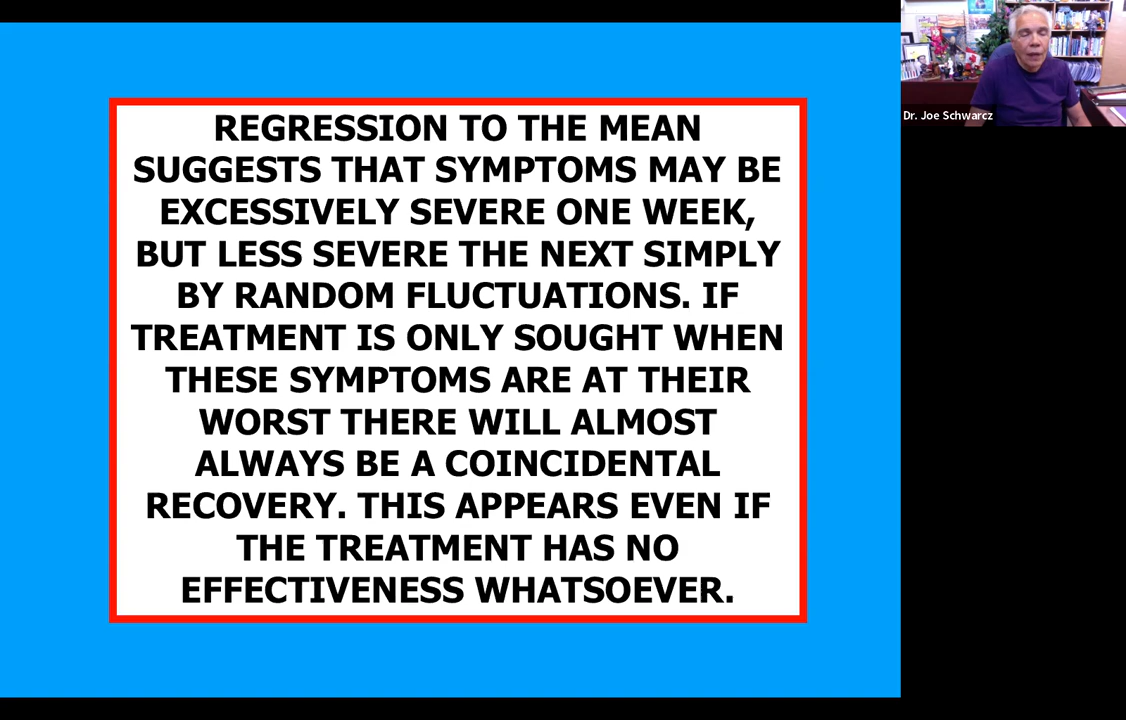 REGRESSION TO THE MEAN
SUGGESTS THAT SYMPTOMS MAY BE
EXCESSIVELY SEVERE ONE WEEK,
BUT LESS SEVERE THE NEXT SIMPLY
BY RANDOM FLUCTUATIONS. IF
TREATMENT IS ONLY SOUGHT WHEN
THESE SYMPTOMS ARE AT THEIR
WORST THERE WILL ALMOST
ALWAYS BE A COINCIDENTAL
RECOVERY. THIS APPEARS EVEN IF
THE TREATMENT HAS NO
EFFECTIVENESS WHATSOEVER.
Dr. Joe Schwarcz